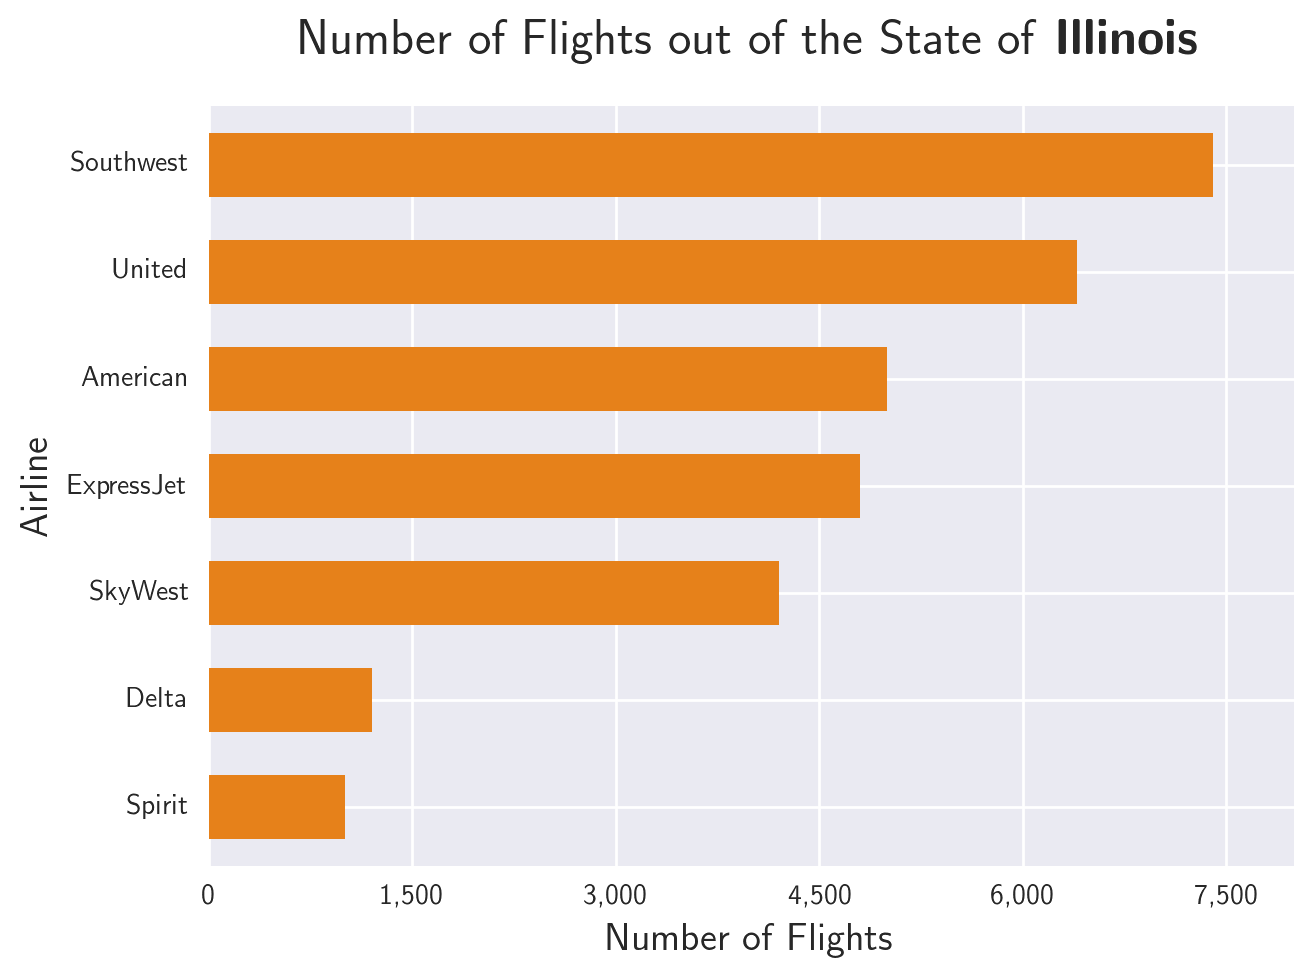 Number of Flights out of the State of Illinois
Southwest
United
American
ExpressJet
SkyWest
Delta
Spirit
Airline
0 1,500 3,000 4,500 6,000 7,500
Number of Flights